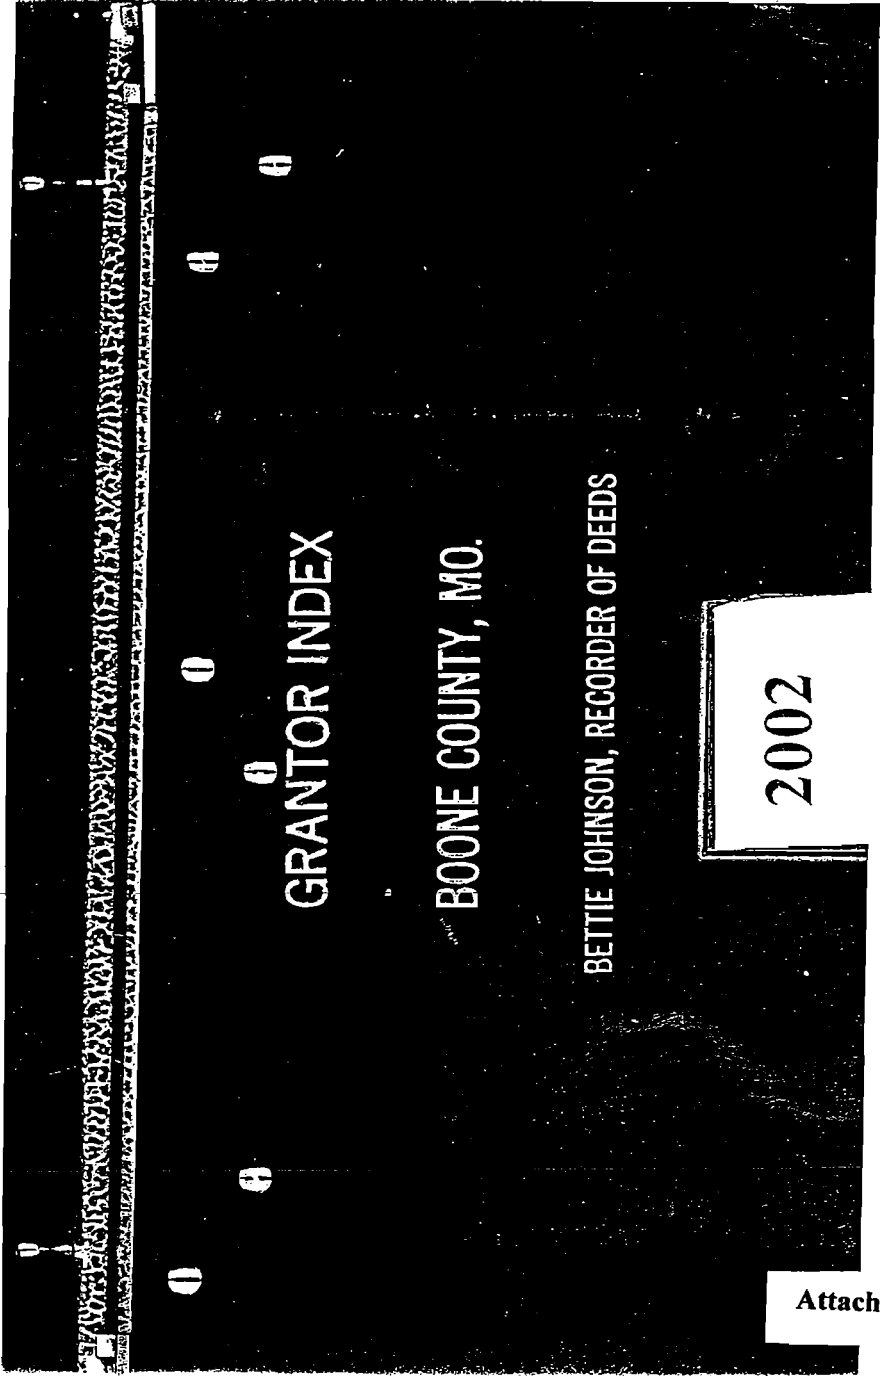 GRANTOR INDEX
BOONE COUNTY, MO.
BETTIE JOHNSON, RECORDER OF DEEDS
2002
Attach